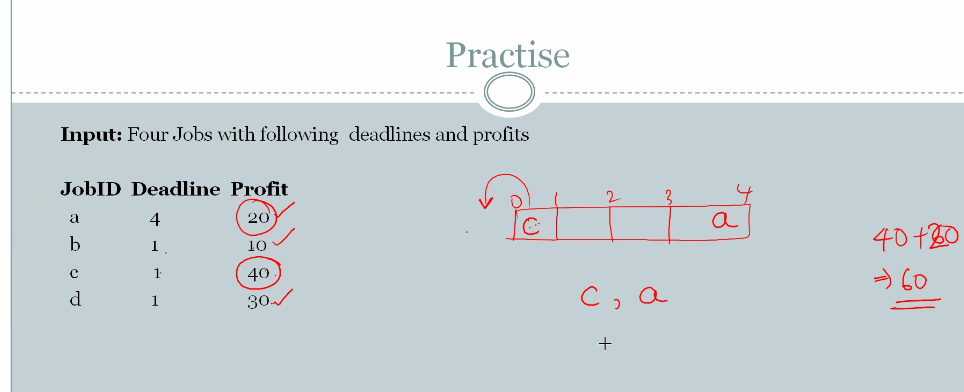 Practise
Input: Four Jobs with following deadlines and profits
JobID Deadline Profit
a 4 20
b 1 10
c 1 40
d 1 30
0 1 2 3 4
c a
c, a
40+20
⇒ 60